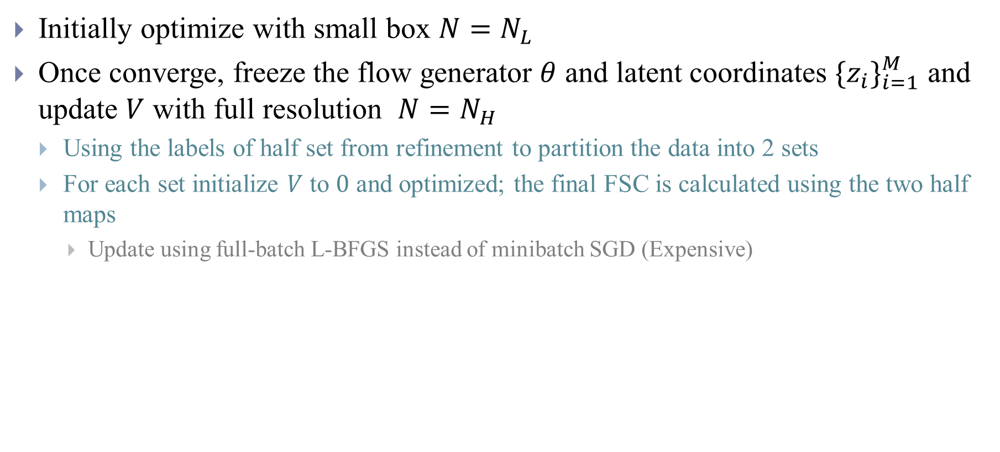 Initially optimize with small box N = N_L
Once converge, freeze the flow generator θ and latent coordinates {z_i}_{i=1}^M and
update V with full resolution N = N_H
Using the labels of half set from refinement to partition the data into 2 sets
For each set initialize V to 0 and optimized; the final FSC is calculated using the two half
maps
Update using full-batch L-BFGS instead of minibatch SGD (Expensive)